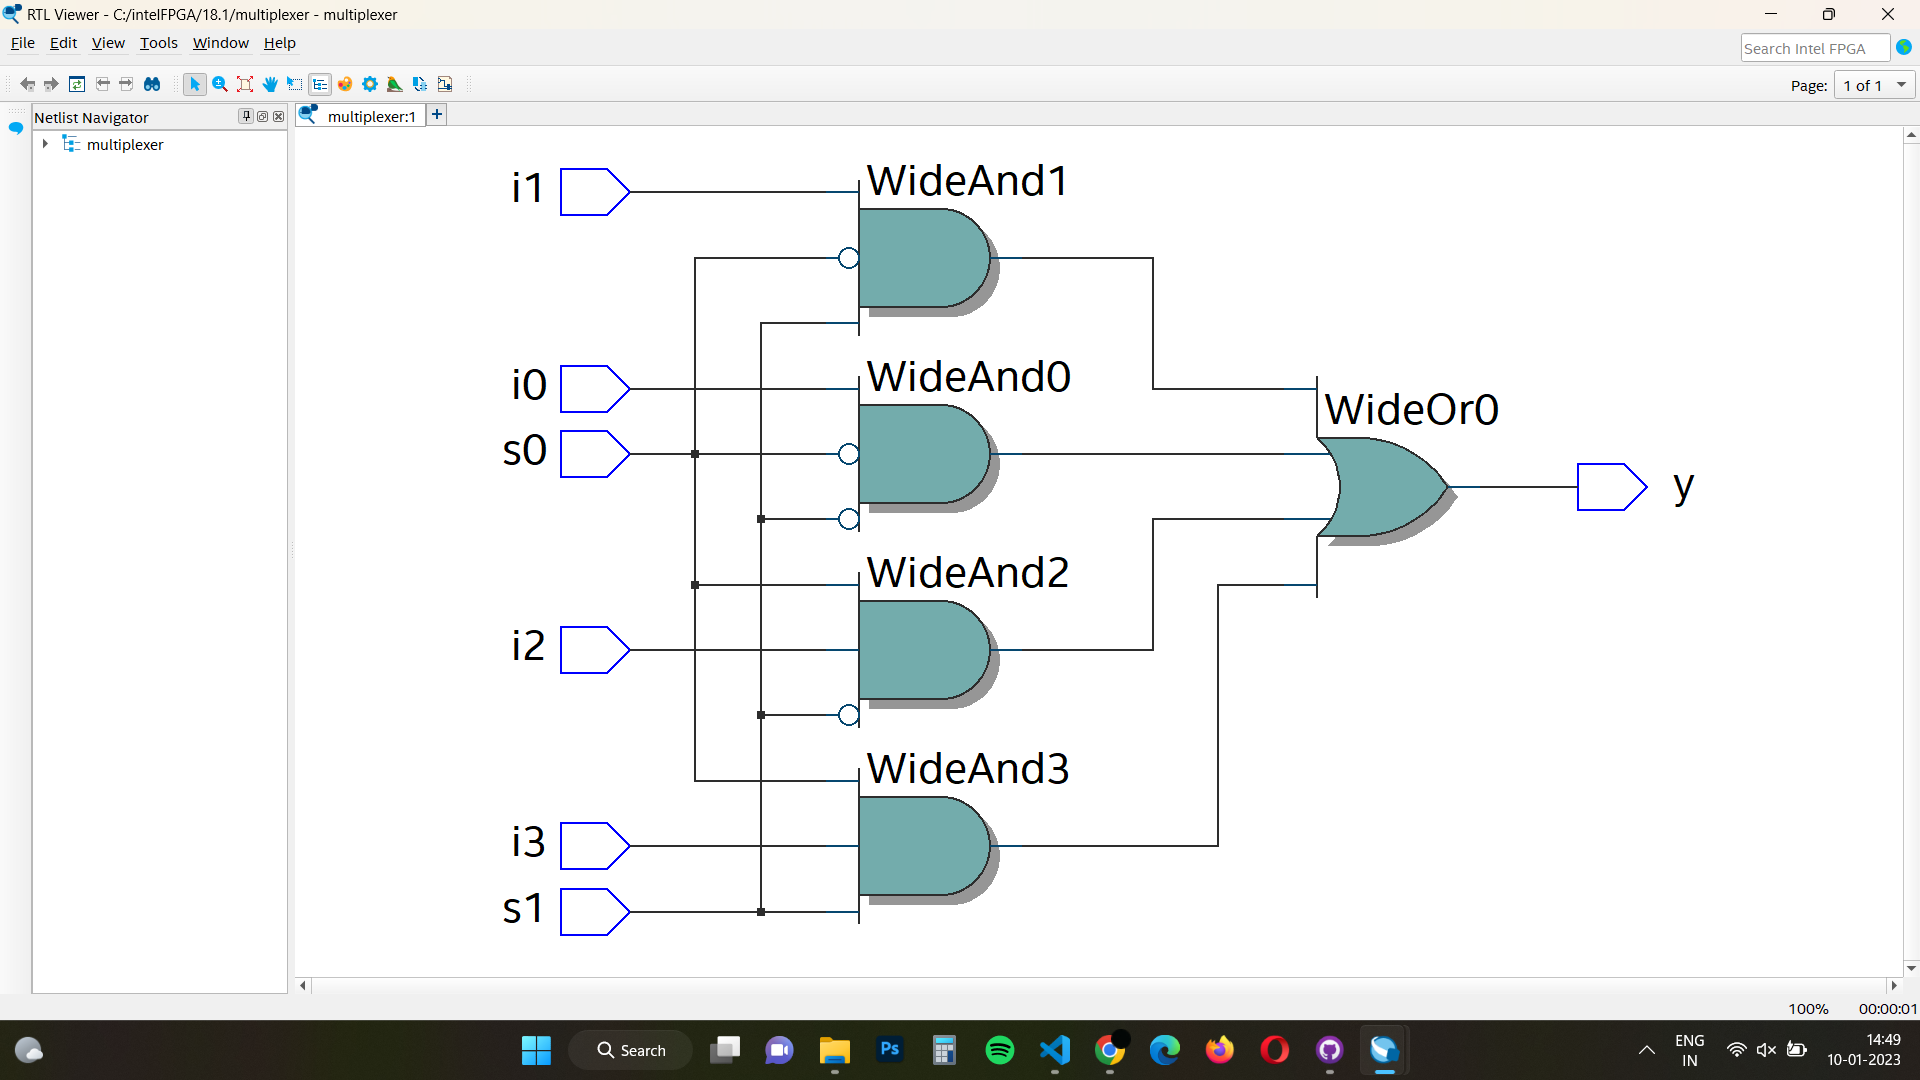 RTL Viewer - C:/intelFPGA/18.1/multiplexer - multiplexer
File Edit View Tools Window Help
Search Intel FPGA
Page: 1 of 1
Netlist Navigator
multiplexer:1
multiplexer
i1
WideAnd1
i0
WideAnd0
s0
WideOr0
y
WideAnd2
i2
WideAnd3
i3
s1
100% 00:00:01
Search
Ps
ENG
IN
14:49
10-01-2023